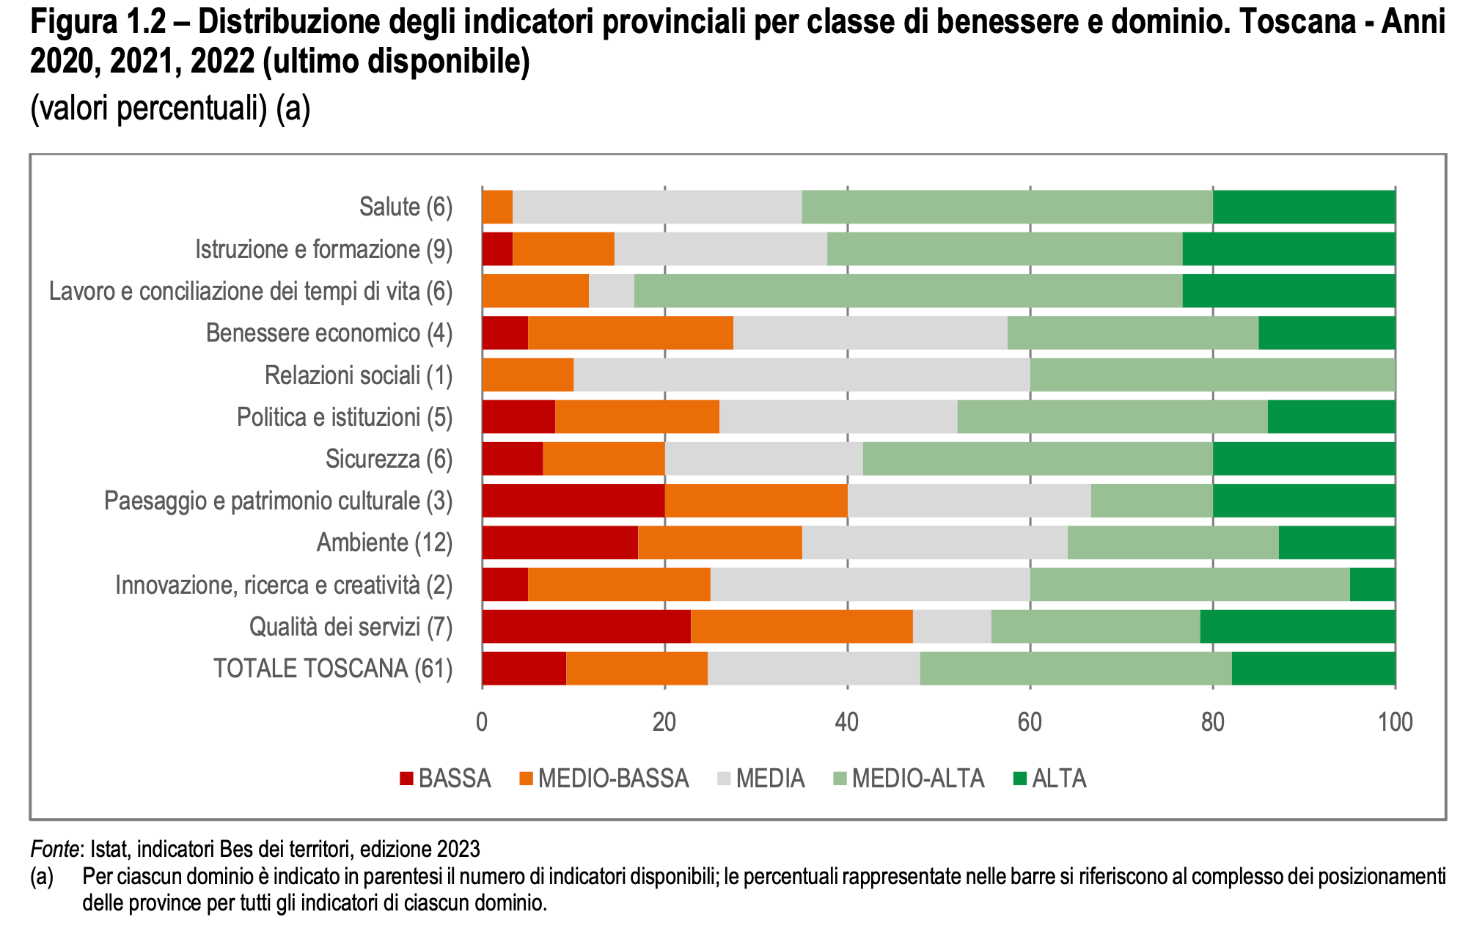 Figura 1.2 – Distribuzione degli indicatori provinciali per classe di benessere e dominio. Toscana - Anni
2020, 2021, 2022 (ultimo disponibile)
(valori percentuali) (a)
Salute (6)
Istruzione e formazione (9)
Lavoro e conciliazione dei tempi di vita (6)
Benessere economico (4)
Relazioni sociali (1)
Politica e istituzioni (5)
Sicurezza (6)
Paesaggio e patrimonio culturale (3)
Ambiente (12)
Innovazione, ricerca e creatività (2)
Qualità dei servizi (7)
TOTALE TOSCANA (61)
0 20 40 60 80 100
BASSA MEDIO-BASSA MEDIA MEDIO-ALTA ALTA
Fonte: Istat, indicatori Bes dei territori, edizione 2023
(a) Per ciascun dominio è indicato in parentesi il numero di indicatori disponibili; le percentuali rappresentate nelle barre si riferiscono al complesso dei posizionamenti
delle province per tutti gli indicatori di ciascun dominio.